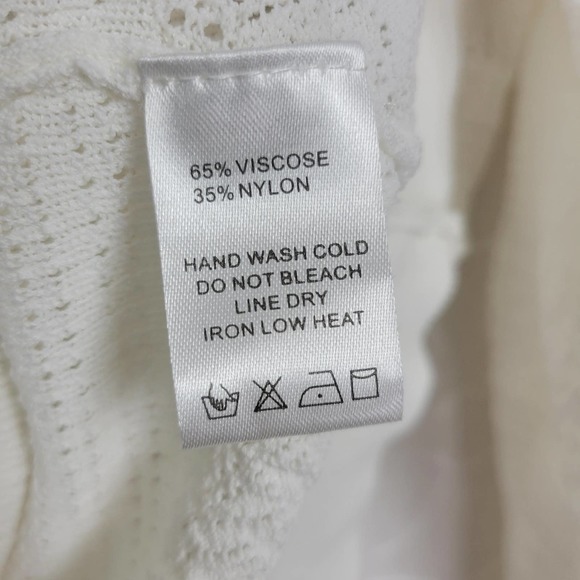 65% VISCOSE
35% NYLON
HAND WASH COLD
DO NOT BLEACH
LINE DRY
IRON LOW HEAT